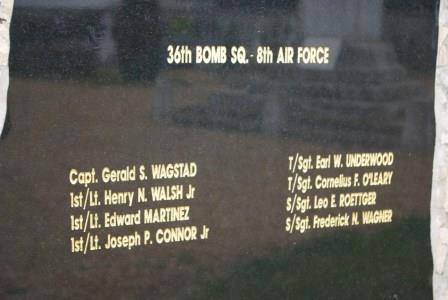 36th BOMB SQ. - 8th AIR FORCE
Capt. Gerald S. WAGSTAD
1st/Lt. Henry N. WALSH Jr
1st/Lt. Edward MARTINEZ
1st/Lt. Joseph P. CONNOR Jr
T/Sgt. Earl W. UNDERWOOD
T/Sgt. Cornelius F. O'LEARY
S/Sgt. Leo E. ROETTGER
S/Sgt. Frederick N. WAGNER